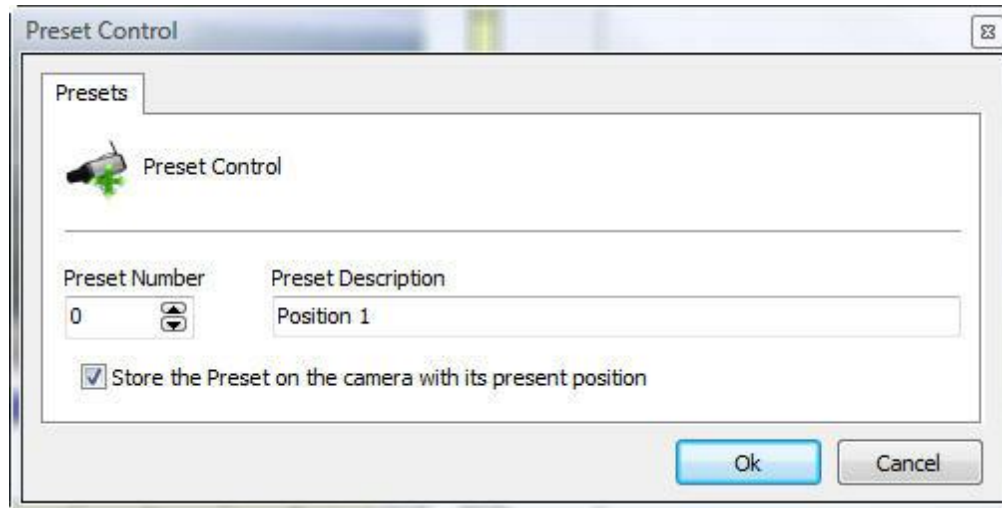 Preset Control
Presets
Preset Control
Preset Number Preset Description
0 Position 1
Store the Preset on the camera with its present position
Ok Cancel